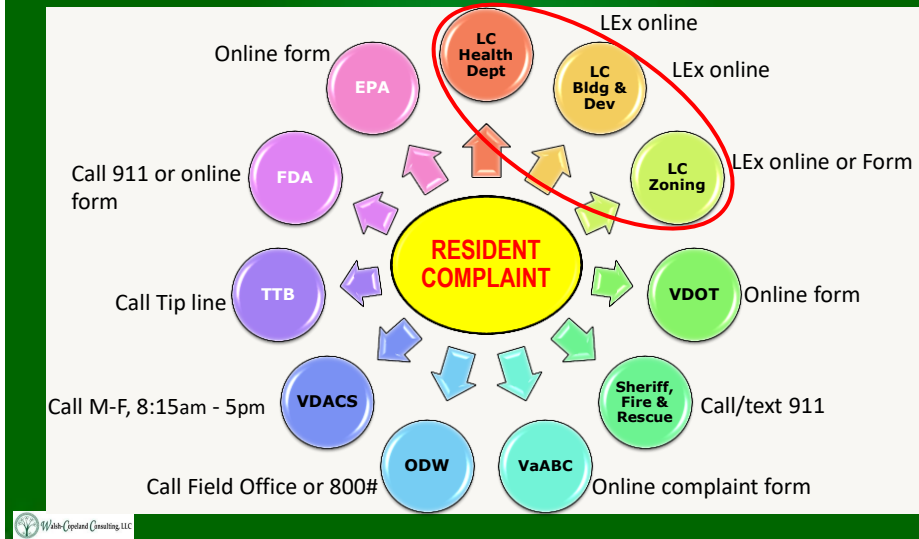 LEx online
LC
Health
Dept
Online form
LEx online
LC
Bldg &
Dev
EPA
LEx online or Form
LC
Zoning
Call 911 or online
form
FDA
RESIDENT
COMPLAINT
TTB
Call Tip line
VDOT
Online form
VDACS
Call M-F, 8:15am - 5pm
Sheriff,
Fire &
Rescue
Call/text 911
ODW
Call Field Office or 800#
VaABC
Online complaint form
Walsh-Copeland Consulting, LLC